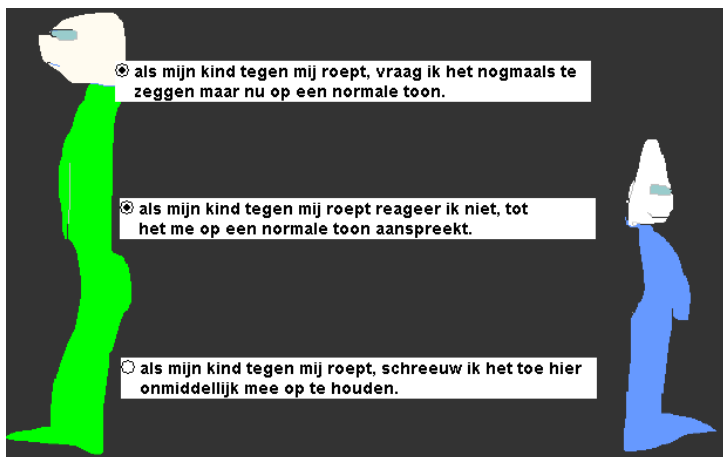 als mijn kind tegen mij roept, vraag ik het nogmaals te
zeggen maar nu op een normale toon.
als mijn kind tegen mij roept reageer ik niet, tot
het me op een normale toon aanspreekt.
als mijn kind tegen mij roept, schreeuw ik het toe hier
onmiddellijk mee op te houden.